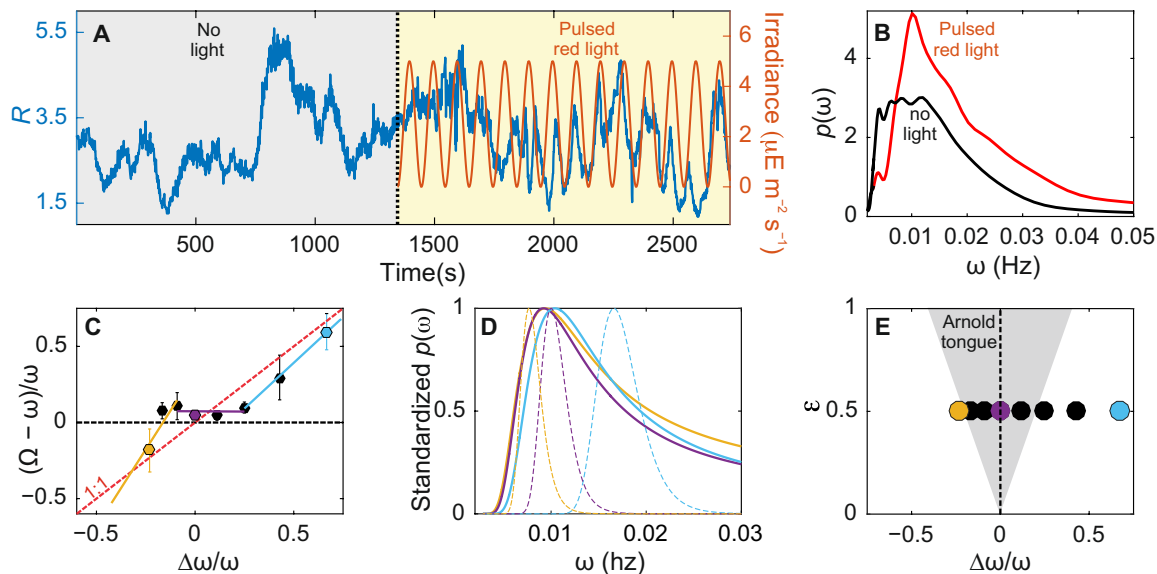 A
No
light
Pulsed
red light
R
5.5
3.5
1.5
500
1000
1500
2000
2500
Time(s)
6
4
2
0
Irradiance (μE m⁻² s⁻¹)
B
Pulsed
red light
no
light
p(ω)
4
2
0
0.01
0.02
0.03
0.04
0.05
ω (Hz)
C
(Ω − ω)/ω
0.5
0
−0.5
1:1
−0.5
0
0.5
Δω/ω
D
Standardized p(ω)
1
0.5
0
0.01
0.02
0.03
ω (hz)
E
Arnold
tongue
ε
1
0.5
0
−0.5
0
0.5
Δω/ω